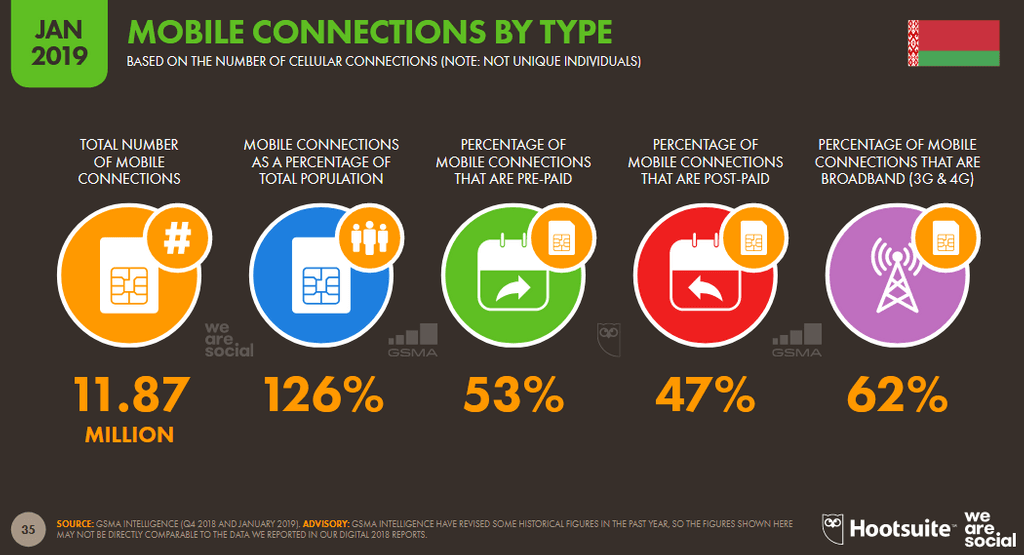 JAN
2019
MOBILE CONNECTIONS BY TYPE
BASED ON THE NUMBER OF CELLULAR CONNECTIONS (NOTE: NOT UNIQUE INDIVIDUALS)
TOTAL NUMBER
OF MOBILE
CONNECTIONS
MOBILE CONNECTIONS
AS A PERCENTAGE OF
TOTAL POPULATION
PERCENTAGE OF
MOBILE CONNECTIONS
THAT ARE PRE-PAID
PERCENTAGE OF
MOBILE CONNECTIONS
THAT ARE POST-PAID
PERCENTAGE OF MOBILE
CONNECTIONS THAT ARE
BROADBAND (3G & 4G)
#
we
are
social
GSMA
GSMA
11.87
MILLION
126%
53%
47%
62%
35
SOURCE: GSMA INTELLIGENCE (Q4 2018 AND JANUARY 2019). ADVISORY: GSMA INTELLIGENCE HAVE REVISED SOME HISTORICAL FIGURES IN THE PAST YEAR, SO THE FIGURES SHOWN HERE
MAY NOT BE DIRECTLY COMPARABLE TO THE DATA WE REPORTED IN OUR DIGITAL 2018 REPORTS.
Hootsuite™
we
are
social